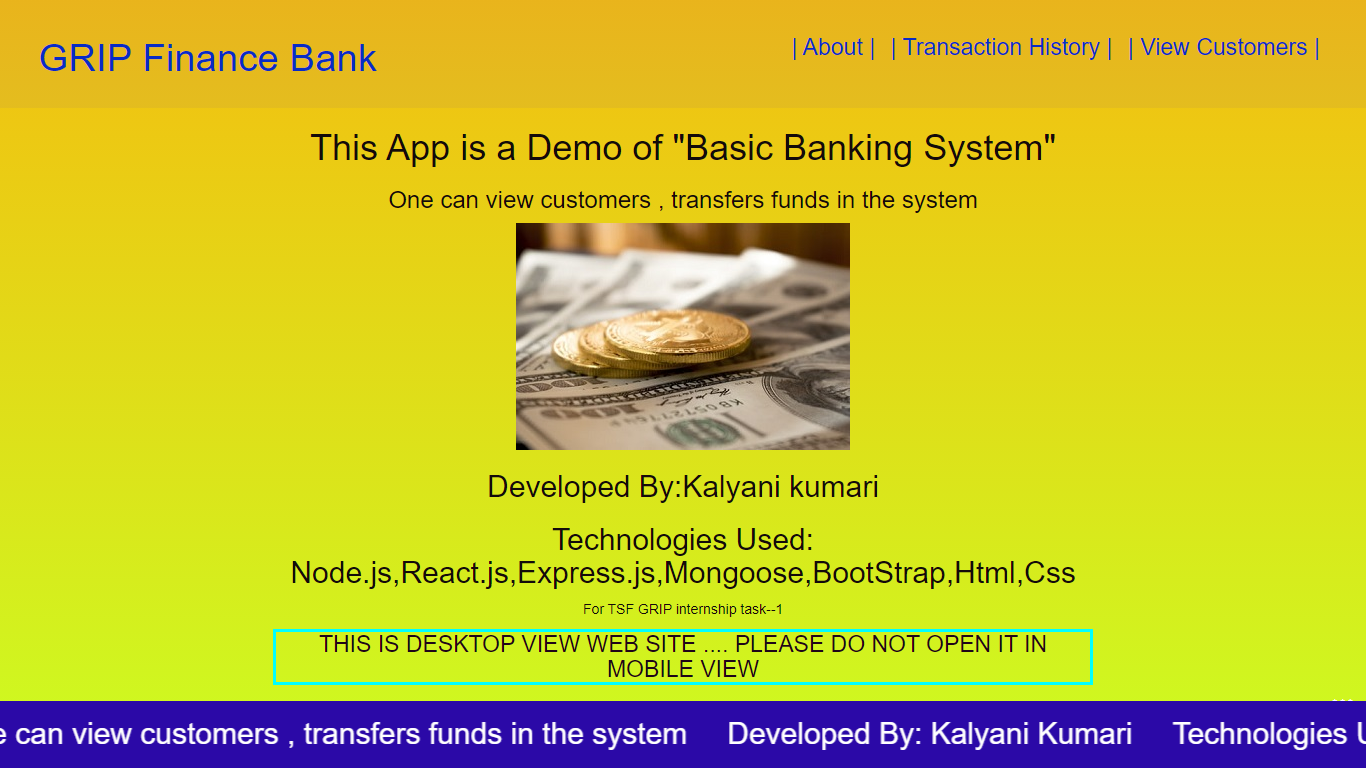 GRIP Finance Bank
| About | | Transaction History | | View Customers |
This App is a Demo of "Basic Banking System"
One can view customers , transfers funds in the system
KB05727764F
Developed By:Kalyani kumari
Technologies Used:
Node.js,React.js,Express.js,Mongoose,BootStrap,Html,Css
For TSF GRIP internship task--1
THIS IS DESKTOP VIEW WEB SITE .... PLEASE DO NOT OPEN IT IN
MOBILE VIEW
e can view customers , transfers funds in the system Developed By: Kalyani Kumari Technologies U